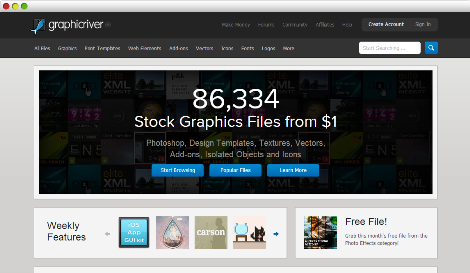 graphicriver
Make Money Forums Community Affiliates Help Create Account Sign In
All Files Graphics Print Templates Web Elements Add-ons Vectors Icons Fonts Logos More
Start Searching ...
86,334
Stock Graphics Files from $1
Photoshop, Design Templates, Textures, Vectors,
Add-ons, Isolated Objects and Icons
Start Browsing Popular Files Learn More
Weekly
Features
iOS
App
GUI
carson
Free File!
Grab this month's free file from the
Photo Effects category!